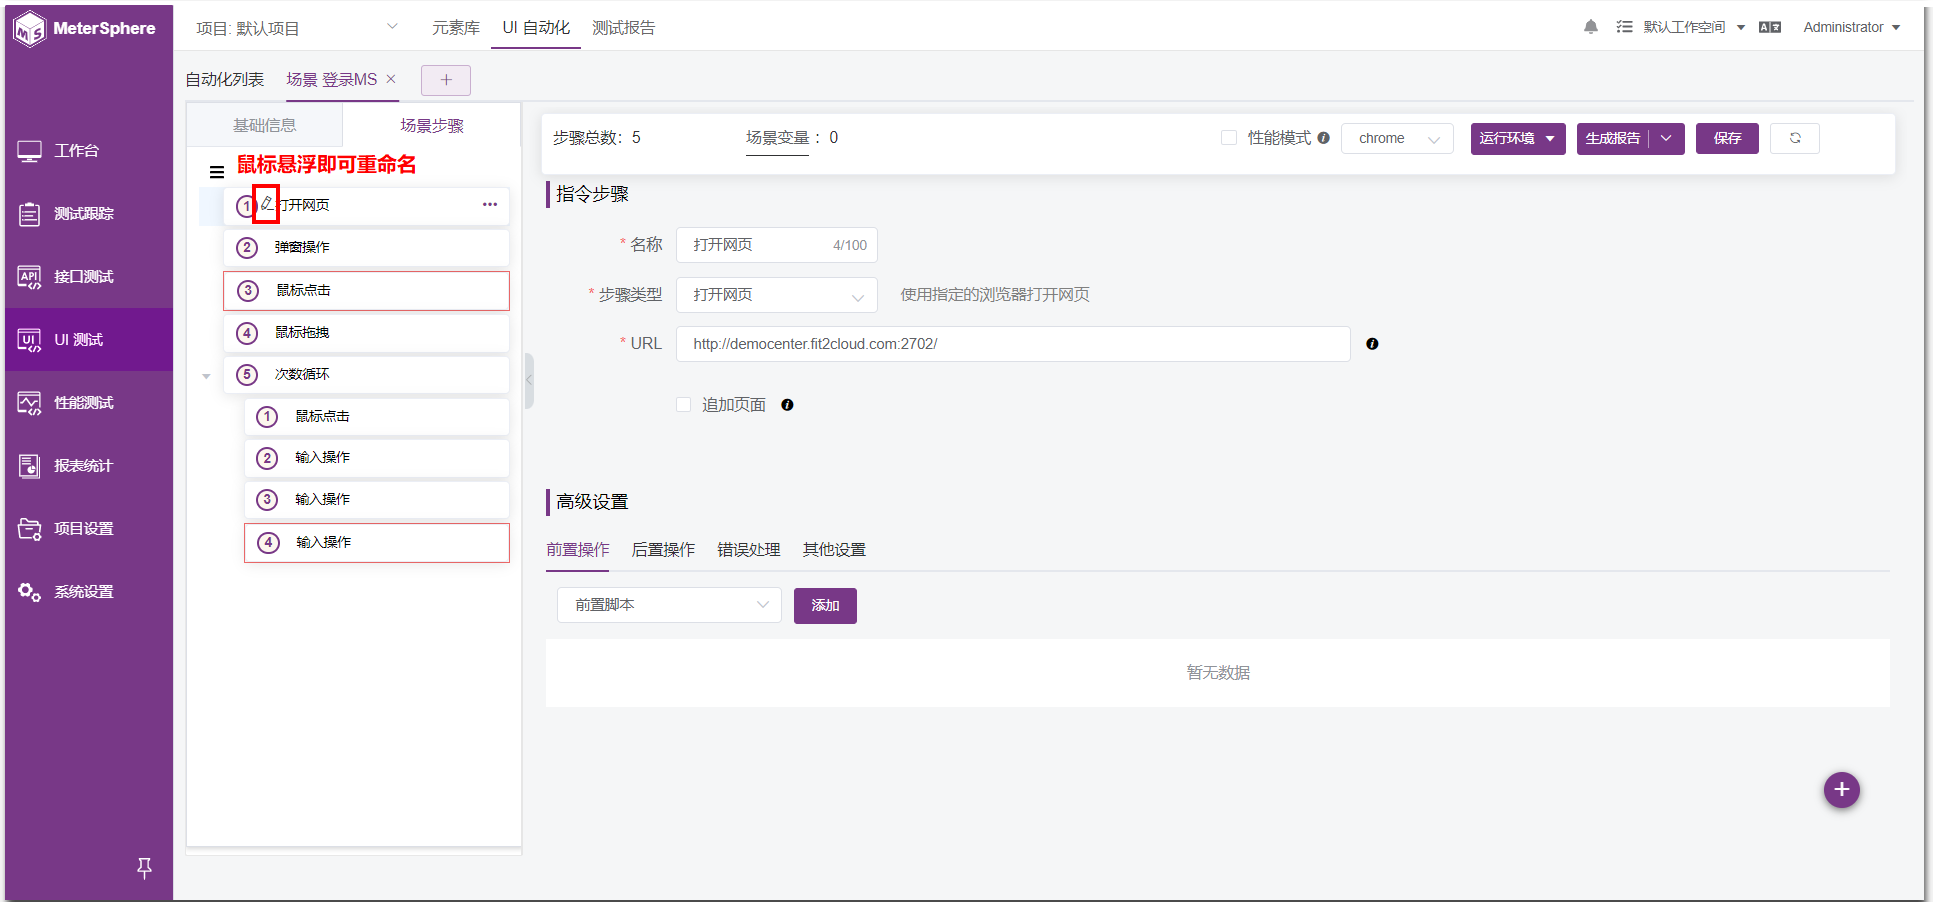 MeterSphere
项目: 默认项目
元素库
UI 自动化
测试报告
默认工作空间
Administrator
自动化列表
场景 登录MS
工作台
测试跟踪
接口测试
UI 测试
性能测试
报表统计
项目设置
系统设置
基础信息
场景步骤
鼠标悬浮即可重命名
1 打开网页
2 弹窗操作
3 鼠标点击
4 鼠标拖拽
5 次数循环
1 鼠标点击
2 输入操作
3 输入操作
4 输入操作
步骤总数: 5
场景变量 : 0
性能模式
chrome
运行环境
生成报告
保存
指令步骤
* 名称
打开网页
4/100
* 步骤类型
打开网页
使用指定的浏览器打开网页
* URL
http://democenter.fit2cloud.com:2702/
追加页面
高级设置
前置操作
后置操作
错误处理
其他设置
前置脚本
添加
暂无数据